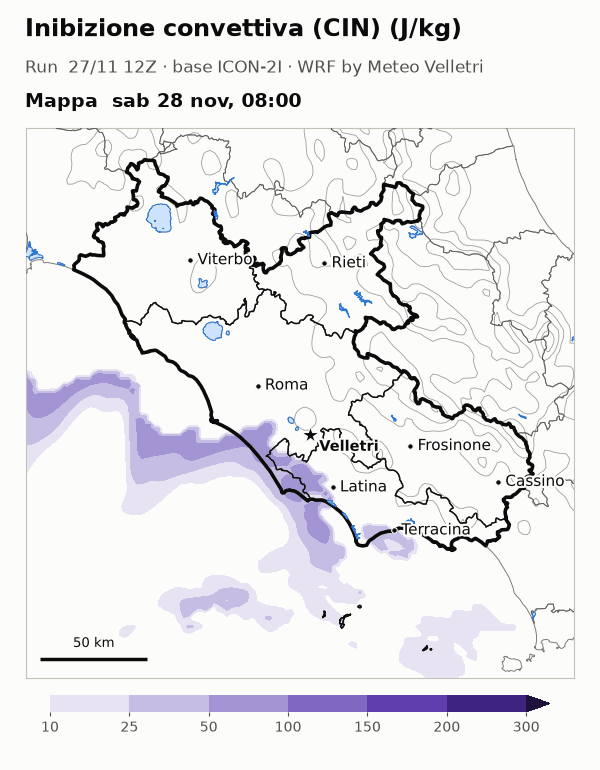 Inibizione convettiva (CIN) (J/kg)
Run  27/11 12Z · base ICON-2I · WRF by Meteo Velletri
Mappa  sab 28 nov, 08:00
Viterbo
Rieti
Roma
Velletri
Frosinone
Latina
Cassino
Terracina
50 km
10 25 50 100 150 200 300